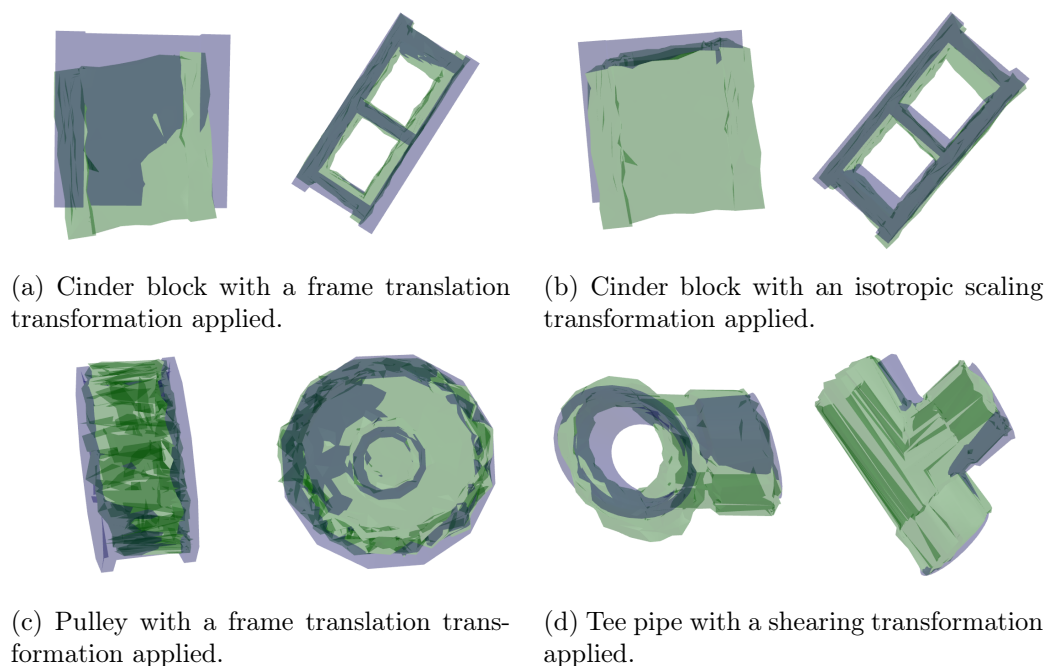 (a) Cinder block with a frame translation
transformation applied.
(b) Cinder block with an isotropic scaling
transformation applied.
(c) Pulley with a frame translation trans-
formation applied.
(d) Tee pipe with a shearing transformation
applied.